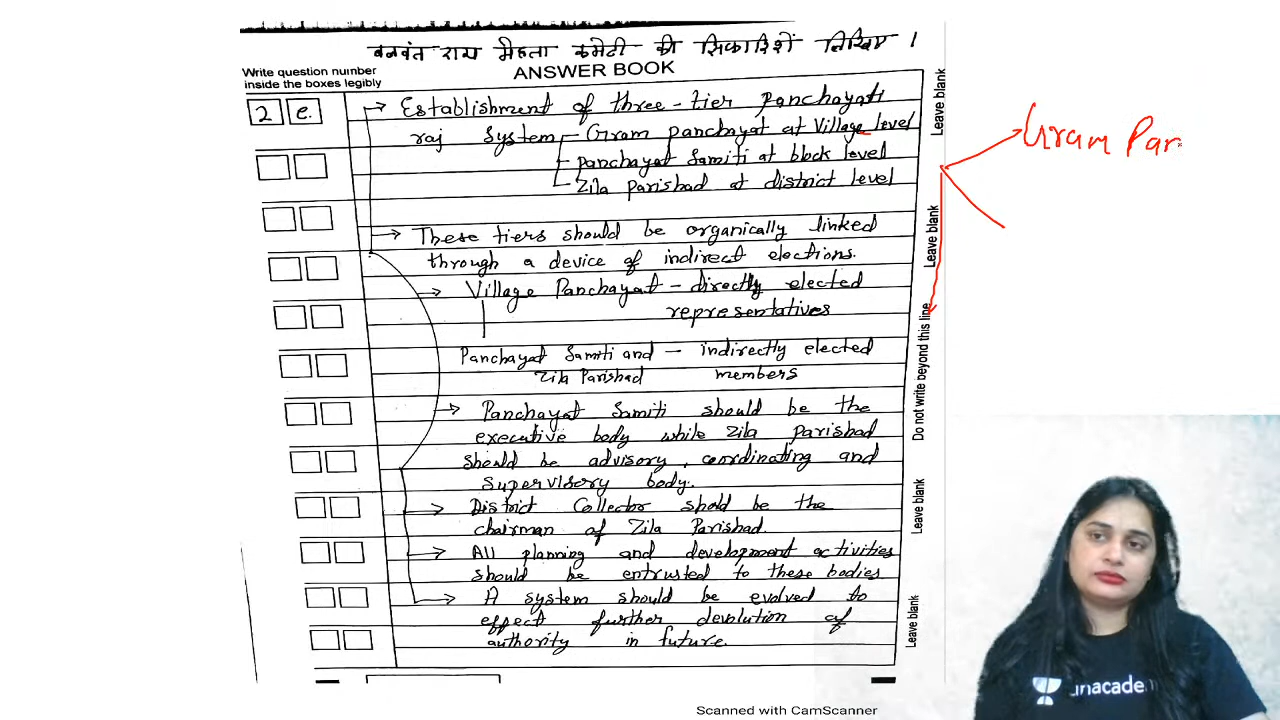 बलवंत राय मेहता कमेटी की सिफारिशें लिखिए ।
Write question number
inside the boxes legibly
ANSWER BOOK
2 e.
→ Establishment of three-tier Panchayati
raj System – Gram panchayat at Village level
– Panchayat Samiti at block level
– Zila parishad at district level
→ These tiers should be organically linked
through a device of indirect elections.
→ Village Panchayat – directly elected
representatives
Panchayat Samiti and – indirectly elected
Zila Parishad members
→ Panchayat Samiti should be the
executive body while Zila parishad
should be advisory, coordinating and
supervisory body.
→ District Collector shold be the
chairman of Zila Parishad.
→ All planning and development activities
should be entrusted to these bodies
→ A system should be evolved to
effect further devolution of
authority in future.
Leave blank
Leave blank
Do not write beyond this line
Leave blank
Leave blank
Gram Par
unacademy
Scanned with CamScanner